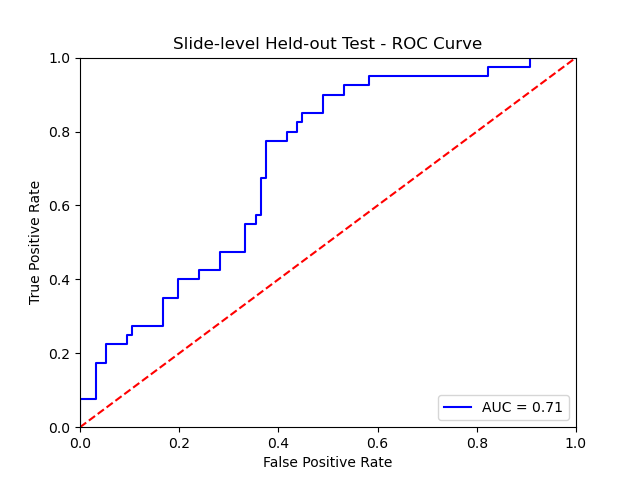 Slide-level Held-out Test - ROC Curve
1.0
0.8
0.6
0.4
0.2
0.0
True Positive Rate
0.0 0.2 0.4 0.6 0.8 1.0
False Positive Rate
AUC = 0.71